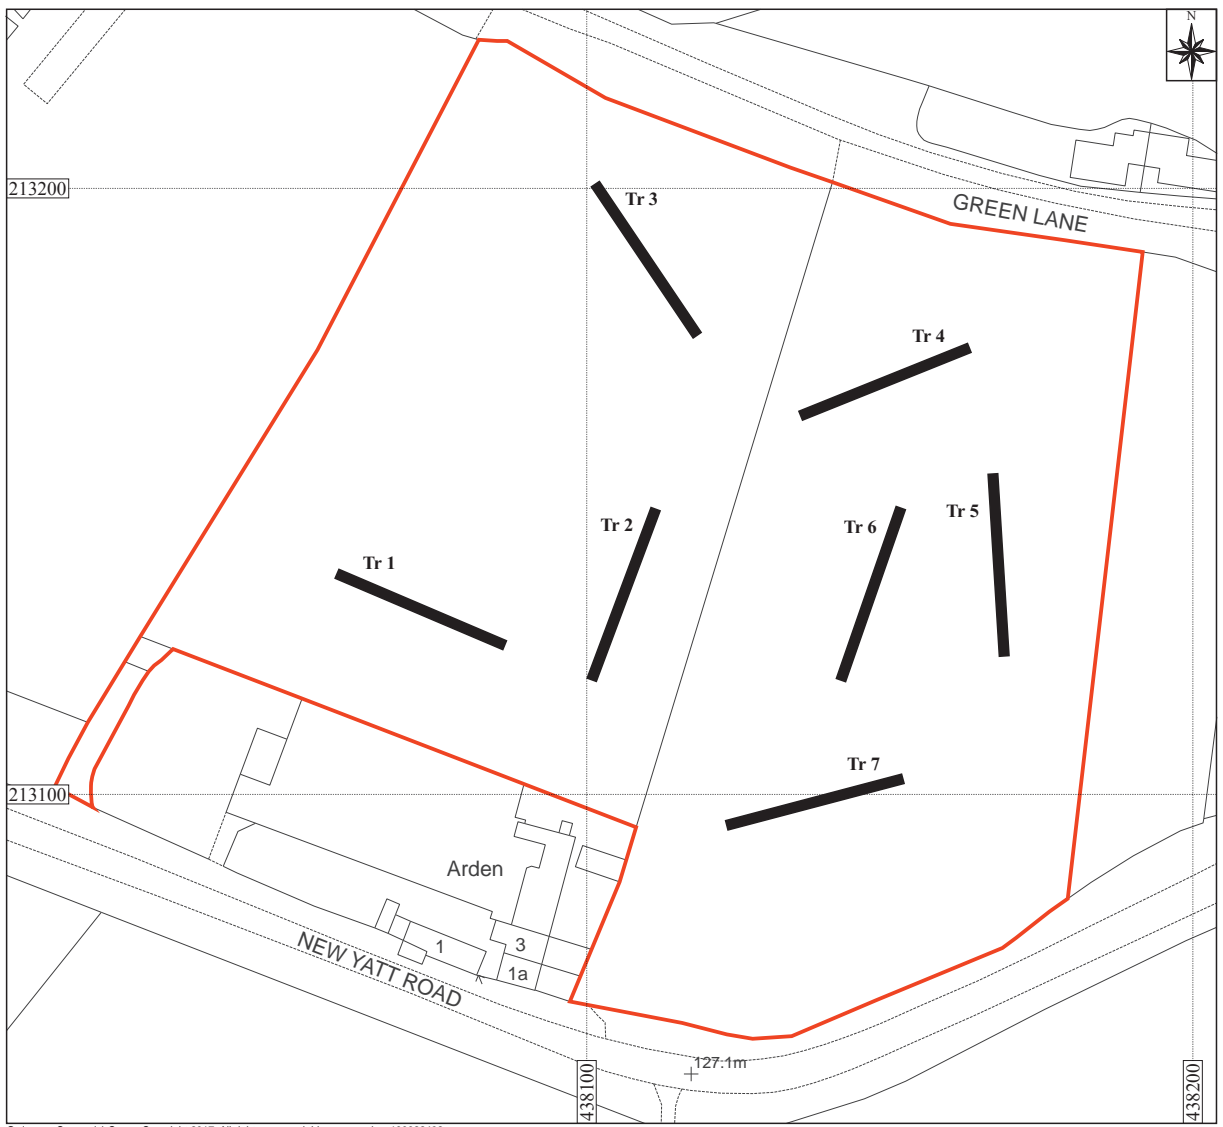 N
213200
Tr 3
GREEN LANE
Tr 4
Tr 5
Tr 2
Tr 6
Tr 1
Tr 7
213100
Arden
1
3
1a
NEW YATT ROAD
127.1m
438100
438200